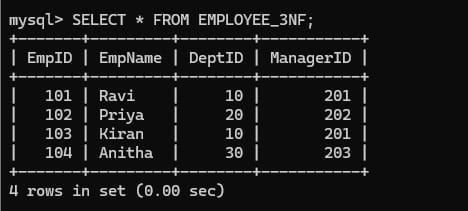 mysql> SELECT * FROM EMPLOYEE_3NF;
+-------+---------+--------+-----------+
| EmpID | EmpName | DeptID | ManagerID |
+-------+---------+--------+-----------+
|   101 | Ravi    |     10 |       201 |
|   102 | Priya   |     20 |       202 |
|   103 | Kiran   |     10 |       201 |
|   104 | Anitha  |     30 |       203 |
+-------+---------+--------+-----------+
4 rows in set (0.00 sec)